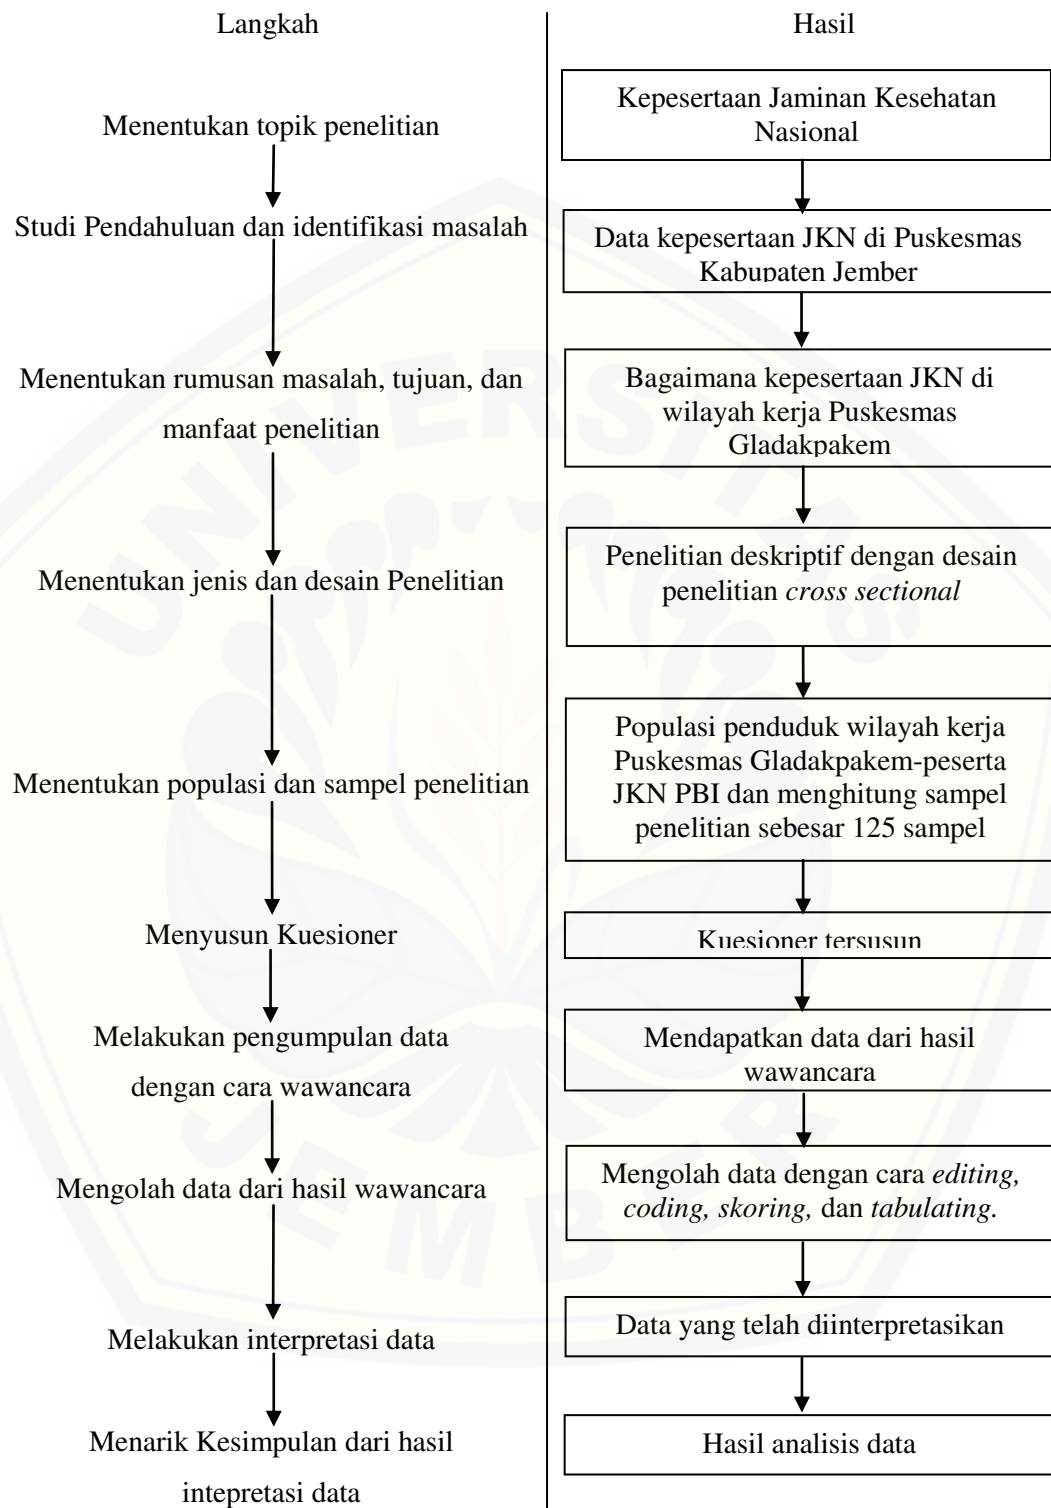 Langkah
Hasil
Menentukan topik penelitian
Kepesertaan Jaminan Kesehatan
Nasional
Studi Pendahuluan dan identifikasi masalah
Data kepesertaan JKN di Puskesmas
Kabupaten Jember
Menentukan rumusan masalah, tujuan, dan
manfaat penelitian
Bagaimana kepesertaan JKN di
wilayah kerja Puskesmas
Gladakpakem
Menentukan jenis dan desain Penelitian
Penelitian deskriptif dengan desain
penelitian cross sectional
Menentukan populasi dan sampel penelitian
Populasi penduduk wilayah kerja
Puskesmas Gladakpakem-peserta
JKN PBI dan menghitung sampel
penelitian sebesar 125 sampel
Menyusun Kuesioner
Kuesioner tersusun
Melakukan pengumpulan data
dengan cara wawancara
Mendapatkan data dari hasil
wawancara
Mengolah data dari hasil wawancara
Mengolah data dengan cara editing,
coding, skoring, dan tabulating.
Melakukan interpretasi data
Data yang telah diinterpretasikan
Menarik Kesimpulan dari hasil
intepretasi data
Hasil analisis data
UNIVERSITAS
JEMBER